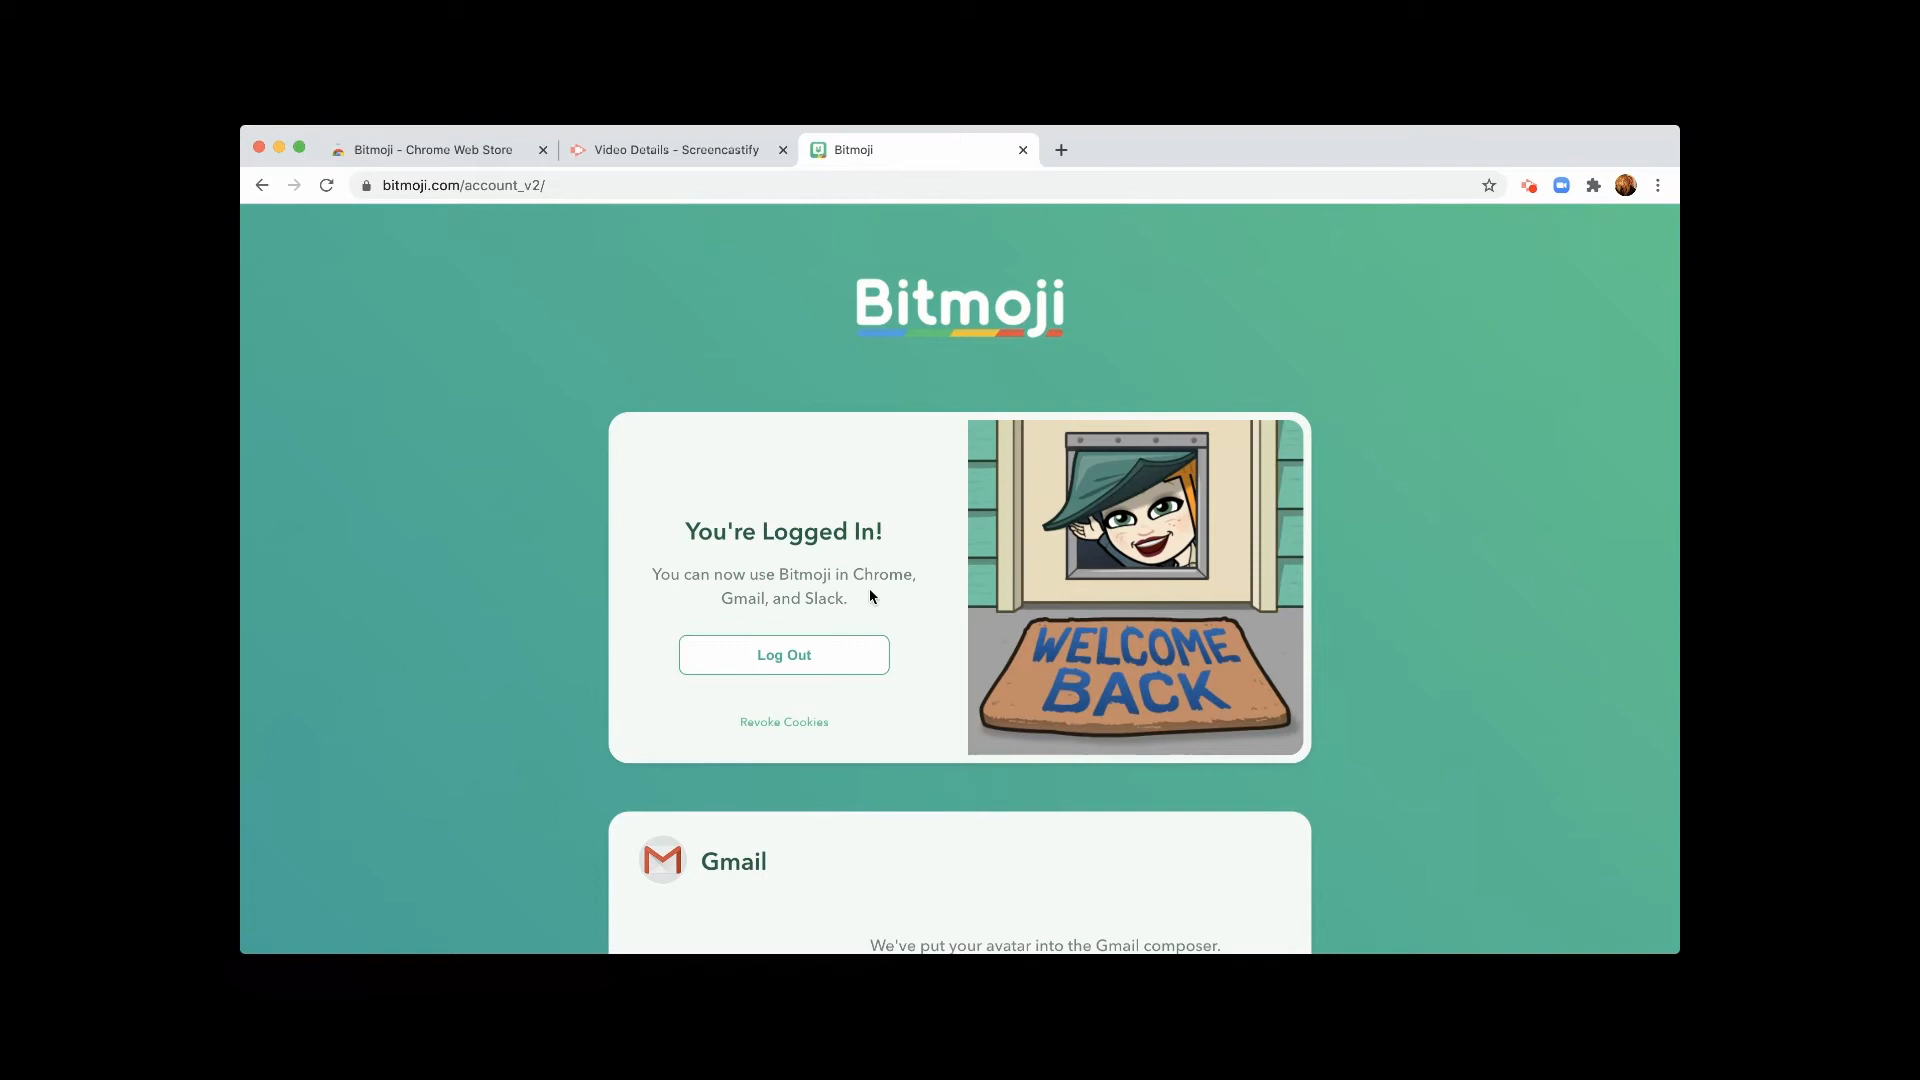 Bitmoji - Chrome Web Store
Video Details - Screencastify
Bitmoji
bitmoji.com/account_v2/
Bitmoji
You're Logged In!
You can now use Bitmoji in Chrome,
Gmail, and Slack.
Log Out
Revoke Cookies
WELCOME
BACK
Gmail
We've put your avatar into the Gmail composer.